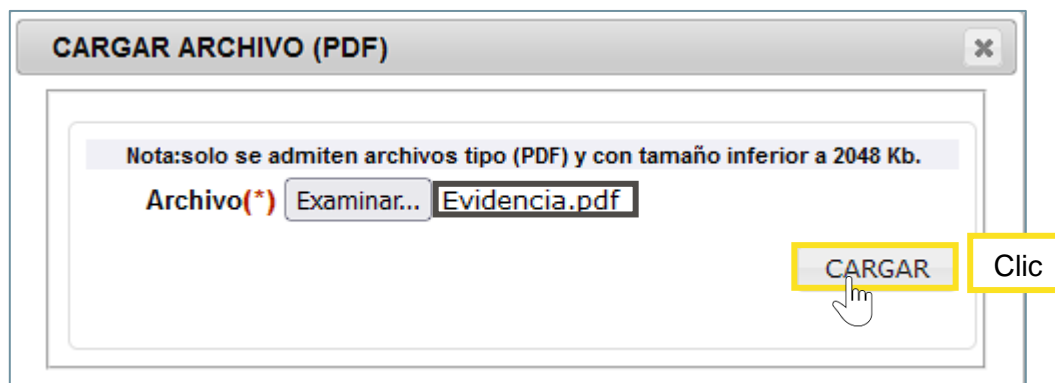 CARGAR ARCHIVO (PDF)
Nota:solo se admiten archivos tipo (PDF) y con tamaño inferior a 2048 Kb.
Archivo(*) Examinar... Evidencia.pdf
CARGAR Clic